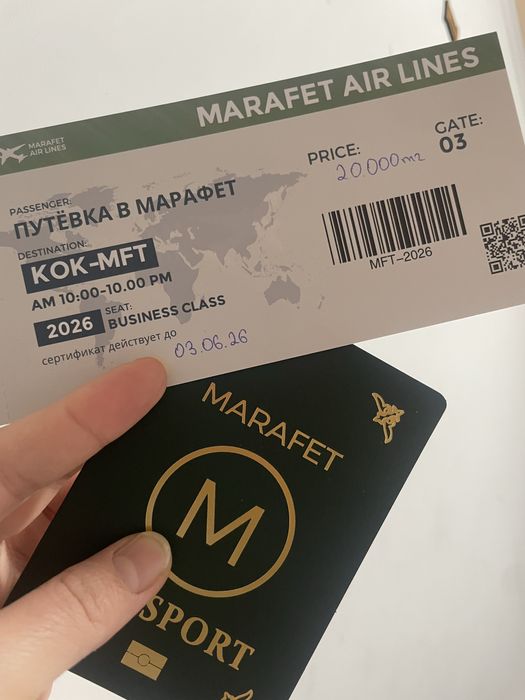 MARAFET AIR LINES
MARAFET
AIR LINES
PASSENGER:
ПУТЁВКА В МАРАФЕТ
DESTINATION:
KOK-MFT
AM 10:00-10.00 PM
2026
SEAT:
BUSINESS CLASS
сертификат действует до
03.06.26
PRICE:
20.000тг
GATE:
03
MFT-2026
MARAFET
M
SPORT